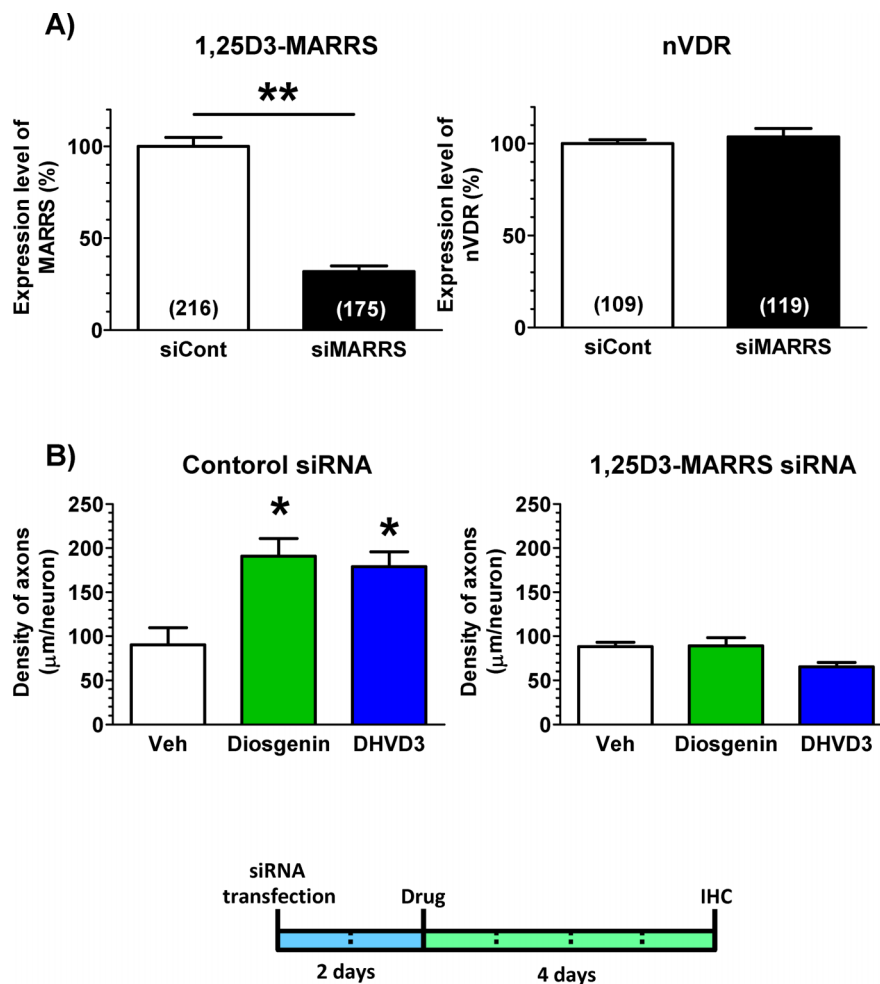 A)
1,25D3-MARRS
**
Expression level of
MARRS (%)
100
50
0
(216)
(175)
siCont
siMARRS
nVDR
Expression level of
nVDR (%)
100
50
0
(109)
(119)
siCont
siMARRS
B)
Contorol siRNA
Density of axons
(μm/neuron)
250
200
150
100
50
0
*
*
Veh
Diosgenin
DHVD3
1,25D3-MARRS siRNA
Density of axons
(μm/neuron)
250
200
150
100
50
0
Veh
Diosgenin
DHVD3
siRNA
transfection
Drug
IHC
2 days
4 days